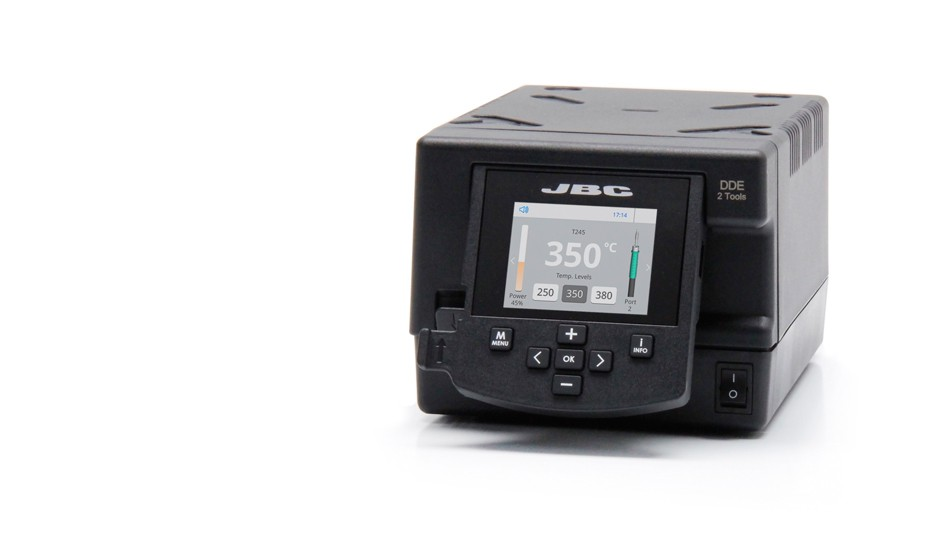 JBC
DDE
2 Tools
17:14
T245
350 °C
Temp. Levels
250 350 380
Power
45%
Port
2
M
MENU
+
i
INFO
< OK >
−
I
O